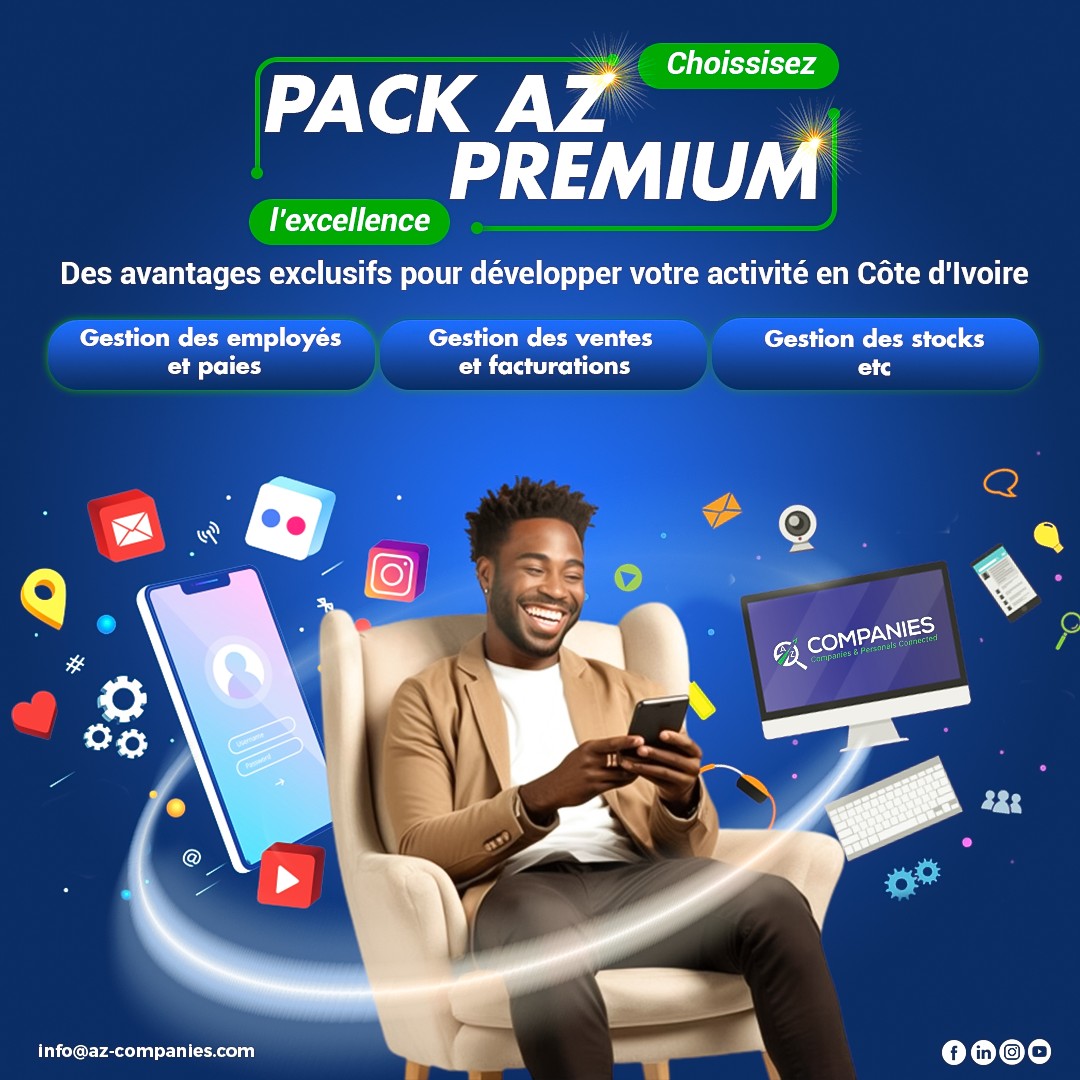 Choissisez
PACK AZ
PREMIUM
l'excellence
Des avantages exclusifs pour développer votre activité en Côte d'Ivoire
Gestion des employés
et paies
Gestion des ventes
et facturations
Gestion des stocks
etc
#
Username
Password
@
AZ
COMPANIES
Companies & Personals Connected
info@az-companies.com